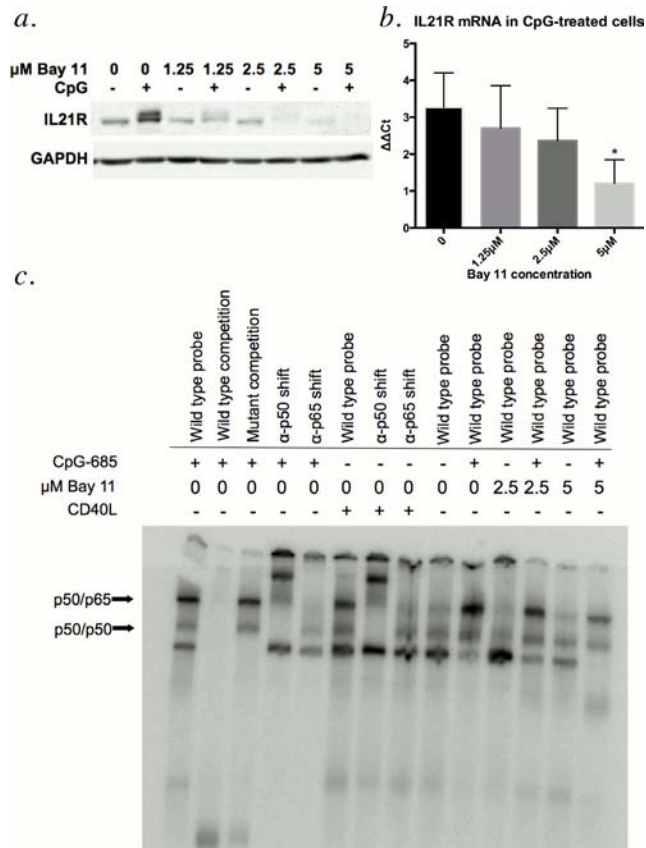 a.
µM Bay 11 0 0 1.25 1.25 2.5 2.5 5 5
CpG - + - + - + - +
IL21R
GAPDH
b.
IL21R mRNA in CpG-treated cells
ΔΔCt
5
4
3
2
1
0
*
0 1.25µM 2.5µM 5µM
Bay 11 concentration
c.
Wild type probe
Wild type competition
Mutant competition
α-p50 shift
α-p65 shift
Wild type probe
α-p50 shift
α-p65 shift
Wild type probe
Wild type probe
Wild type probe
Wild type probe
Wild type probe
Wild type probe
CpG-685 + + + + + - - - - + - + - +
µM Bay 11 0 0 0 0 0 0 0 0 0 0 2.5 2.5 5 5
CD40L - - - - - + + + - - - - - -
p50/p65
p50/p50